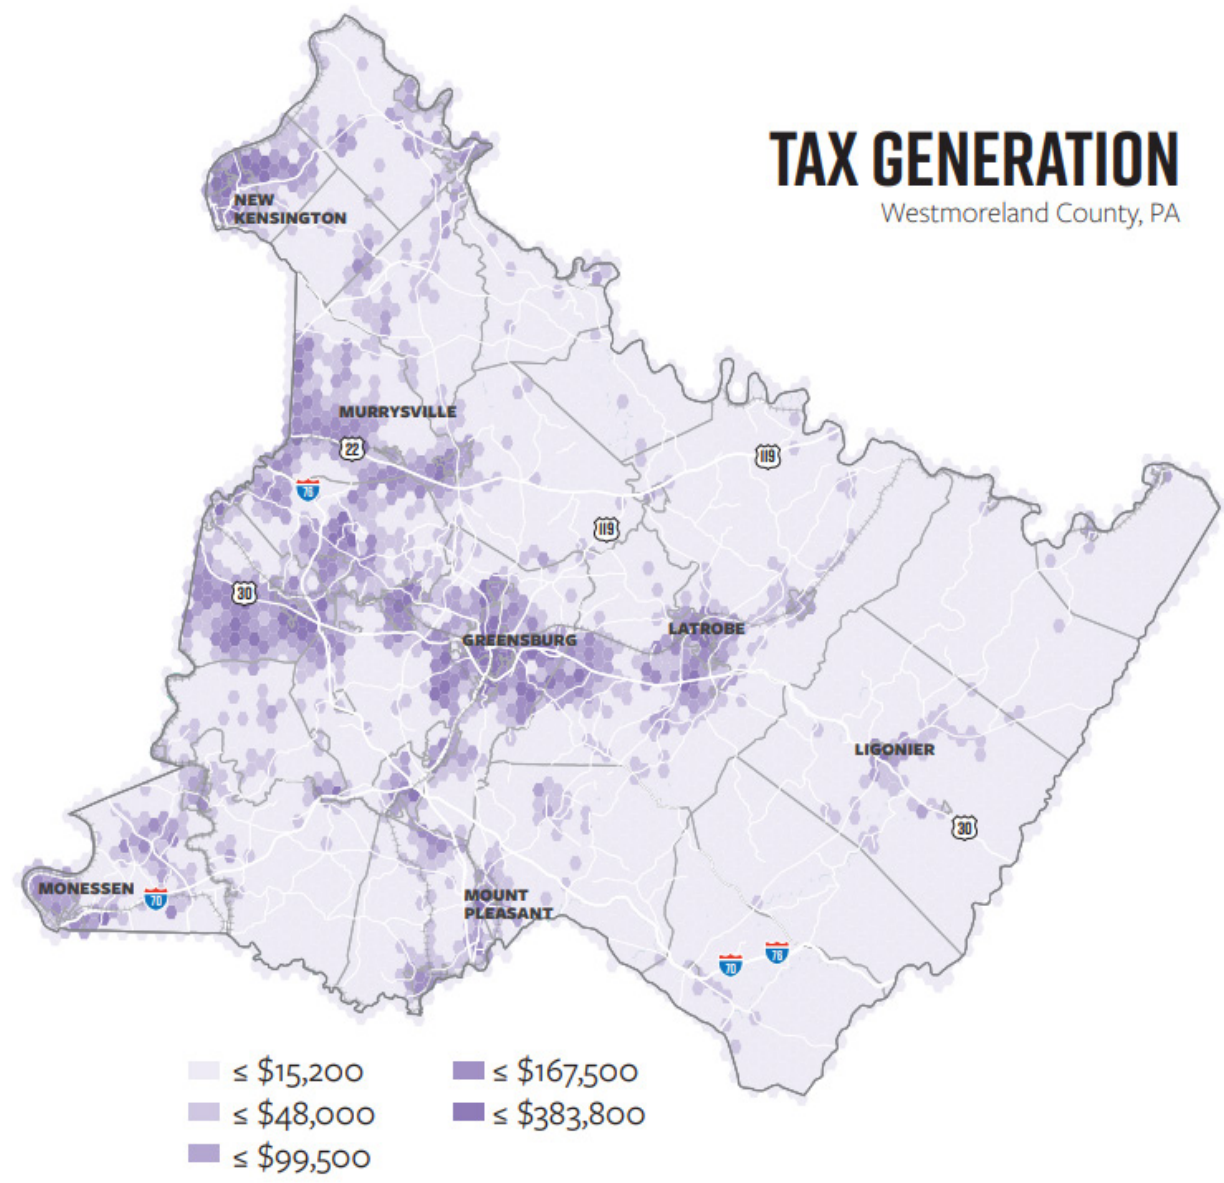 TAX GENERATION
Westmoreland County, PA
NEW
KENSINGTON
MURRYSVILLE
22
119
76
119
30
GREENSBURG
LATROBE
LIGONIER
30
MONESSEN
70
MOUNT
PLEASANT
70
76
≤ $15,200
≤ $167,500
≤ $48,000
≤ $383,800
≤ $99,500